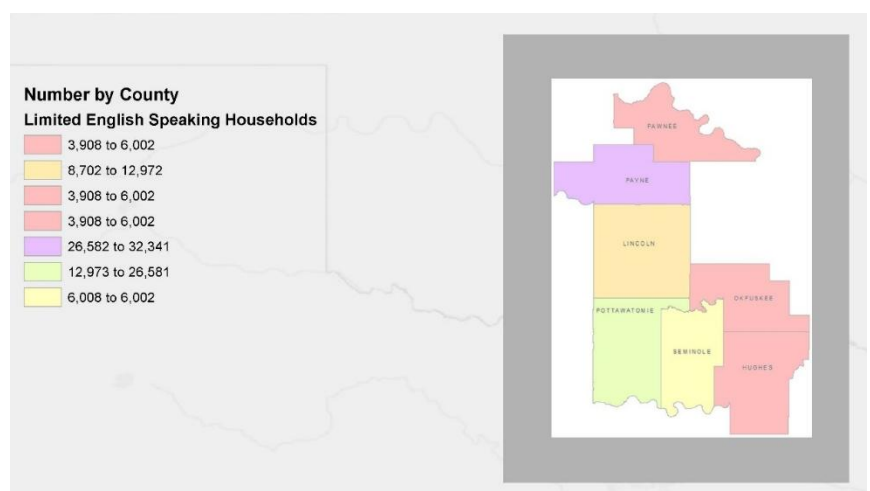 Number by County
Limited English Speaking Households
3,908 to 6,002
8,702 to 12,972
3,908 to 6,002
3,908 to 6,002
26,582 to 32,341
12,973 to 26,581
6,008 to 6,002
PAWNEE
PAYNE
LINCOLN
OKFUSKEE
POTTAWATOMIE
SEMINOLE
HUGHES